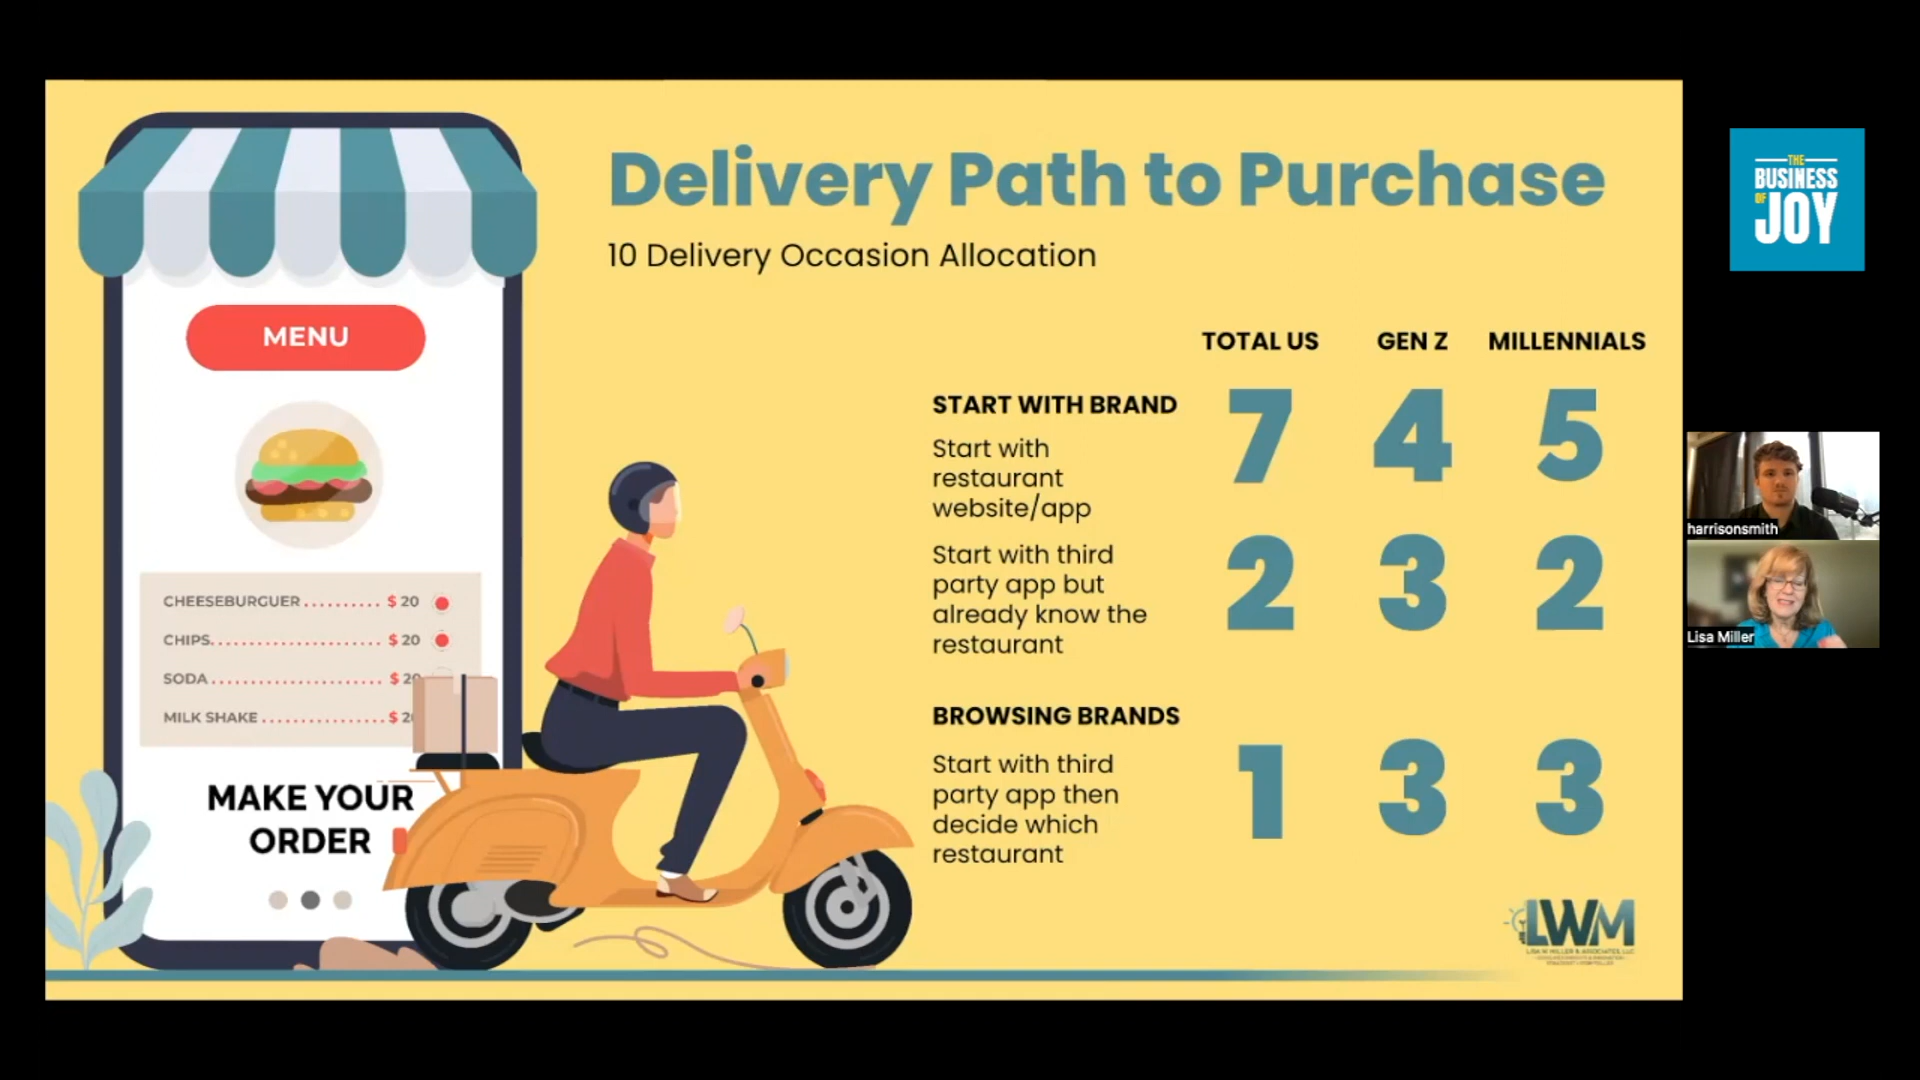 Delivery Path to Purchase
10 Delivery Occasion Allocation
MENU
CHEESEBURGUER.......... $ 20
CHIPS...................... $ 20
SODA...................... $ 20
MILK SHAKE ............... $ 2
MAKE YOUR
ORDER
TOTAL US GEN Z MILLENNIALS
START WITH BRAND
Start with
restaurant
website/app
7 4 5
Start with third
party app but
already know the
restaurant
2 3 2
BROWSING BRANDS
Start with third
party app then
decide which
restaurant
1 3 3
LWM
THE
BUSINESS
OF
JOY
harrisonsmith
Lisa Miller